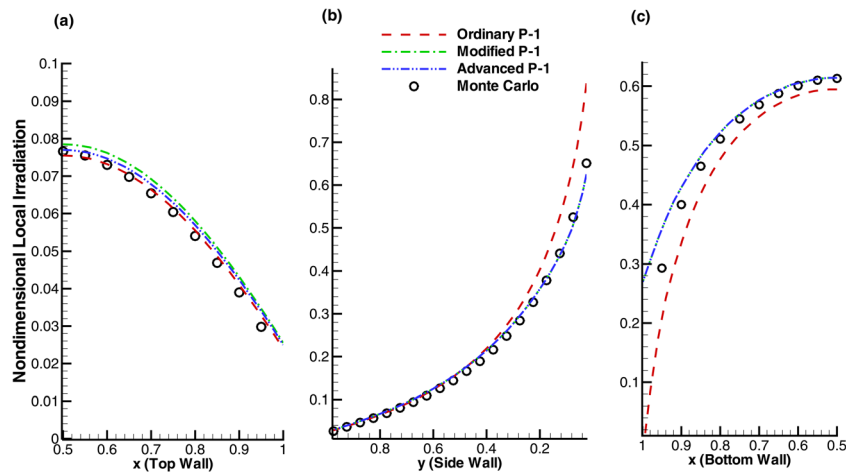 (a)
(b)
(c)
Ordinary P-1
Modified P-1
Advanced P-1
Monte Carlo
Nondimensional Local Irradiation
0.1
0.09
0.08
0.07
0.06
0.05
0.04
0.03
0.02
0.01
0
0.5 0.6 0.7 0.8 0.9 1
x (Top Wall)
0.8
0.7
0.6
0.5
0.4
0.3
0.2
0.1
0.8 0.6 0.4 0.2
y (Side Wall)
0.6
0.5
0.4
0.3
0.2
0.1
1 0.9 0.8 0.7 0.6 0.5
x (Bottom Wall)